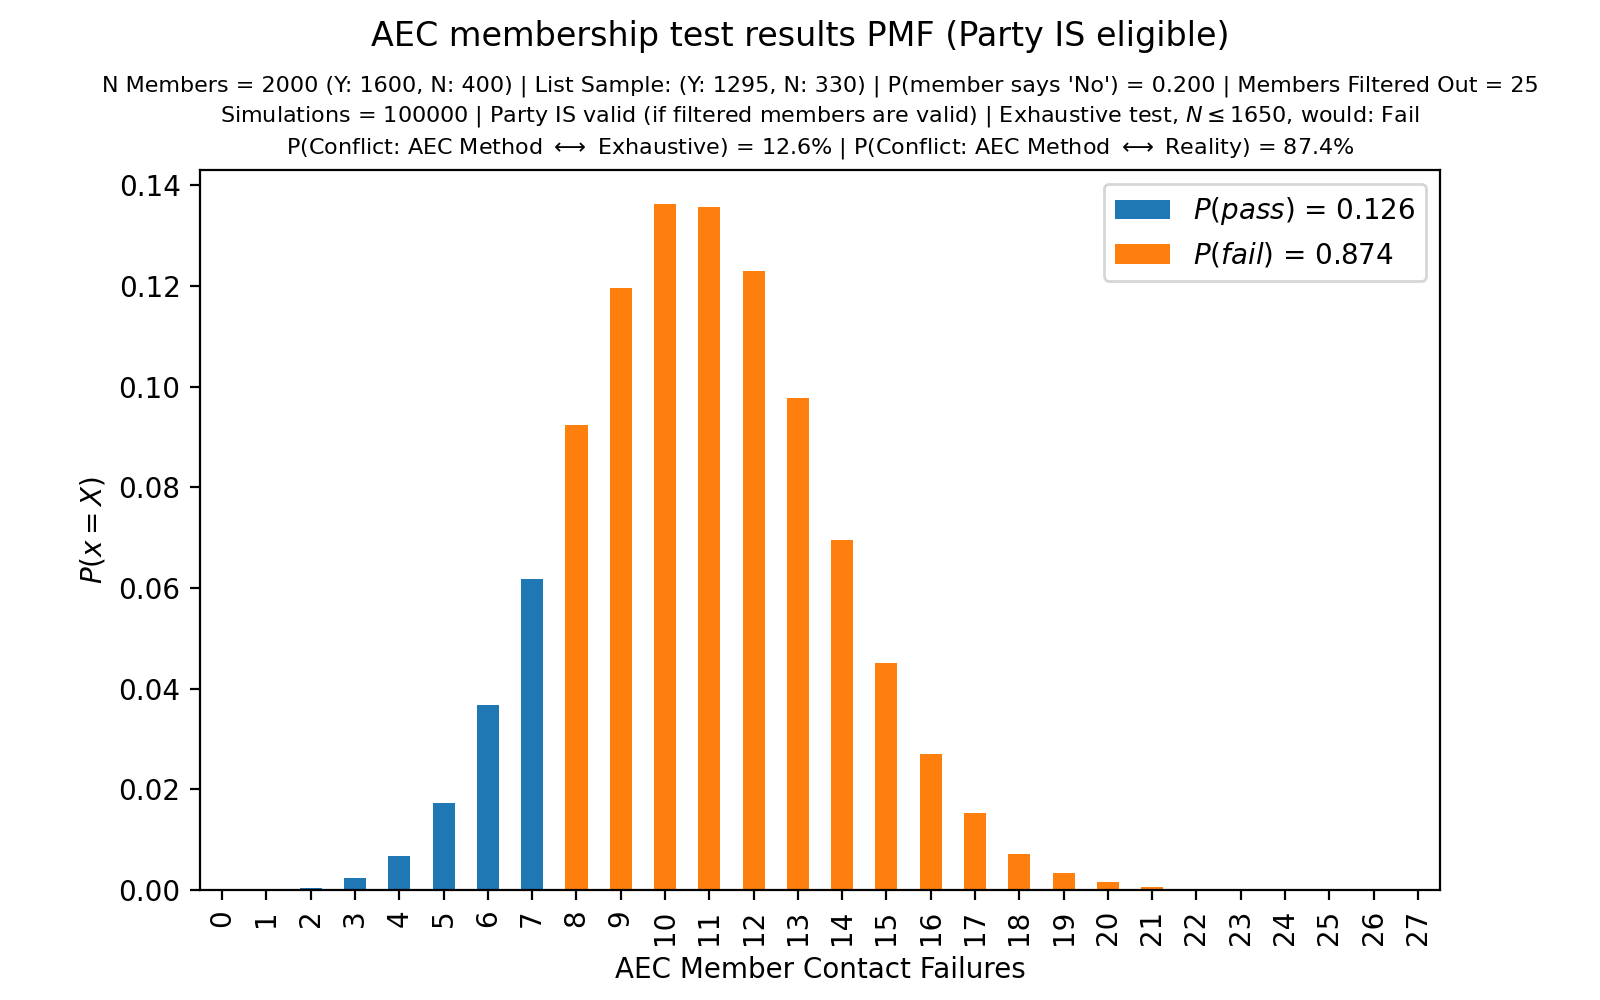 AEC membership test results PMF (Party IS eligible)
N Members = 2000 (Y: 1600, N: 400) | List Sample: (Y: 1295, N: 330) | P(member says 'No') = 0.200 | Members Filtered Out = 25
Simulations = 100000 | Party IS valid (if filtered members are valid) | Exhaustive test, N ≤ 1650, would: Fail
P(Conflict: AEC Method ⟷ Exhaustive) = 12.6% | P(Conflict: AEC Method ⟷ Reality) = 87.4%
P(pass) = 0.126
P(fail) = 0.874
P(x = X)
0.14
0.12
0.10
0.08
0.06
0.04
0.02
0.00
0 1 2 3 4 5 6 7 8 9 10 11 12 13 14 15 16 17 18 19 20 21 22 23 24 25 26 27
AEC Member Contact Failures